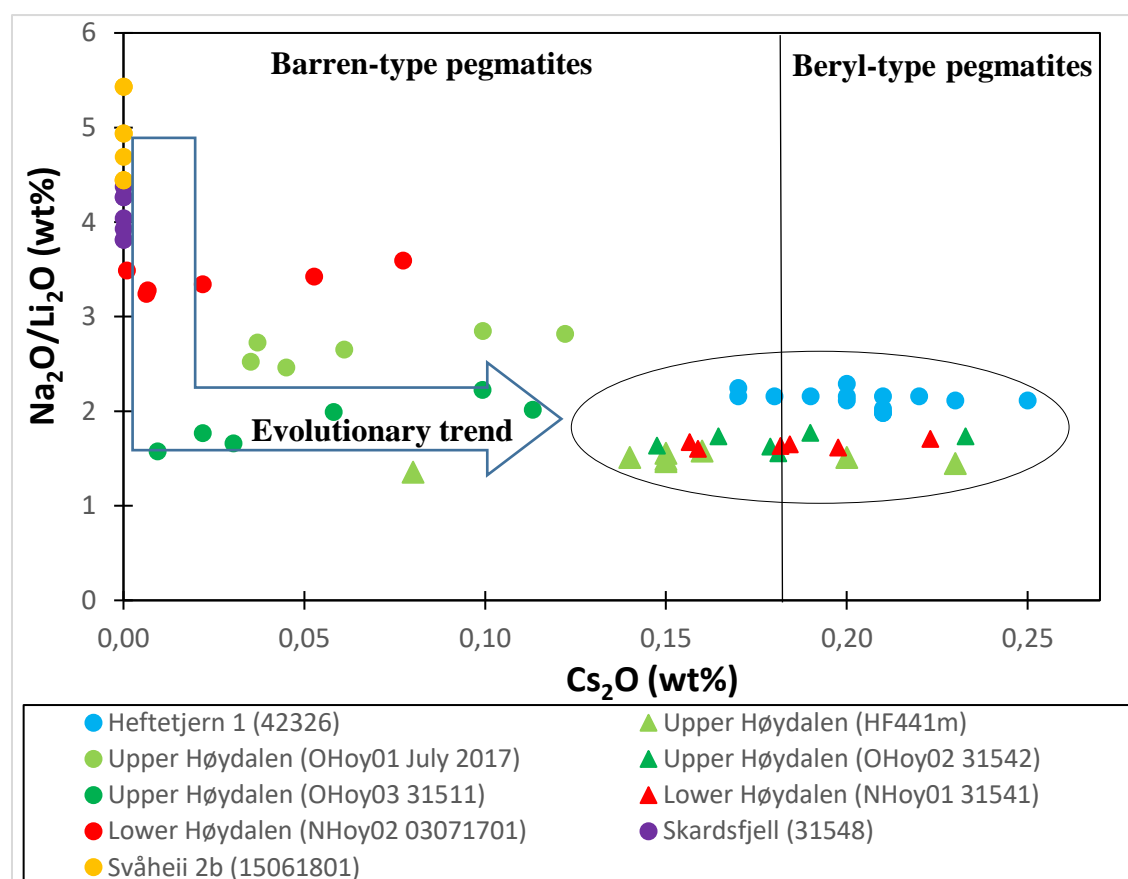 Barren-type pegmatites
Beryl-type pegmatites
Na₂O/Li₂O (wt%)
6
5
4
3
2
1
0
Evolutionary trend
0,00 0,05 0,10 0,15 0,20 0,25
Cs₂O (wt%)
Heftetjern 1 (42326)
Upper Høydalen (HF441m)
Upper Høydalen (OHoy01 July 2017)
Upper Høydalen (OHoy02 31542)
Upper Høydalen (OHoy03 31511)
Lower Høydalen (NHoy01 31541)
Lower Høydalen (NHoy02 03071701)
Skardsfjell (31548)
Svåheii 2b (15061801)